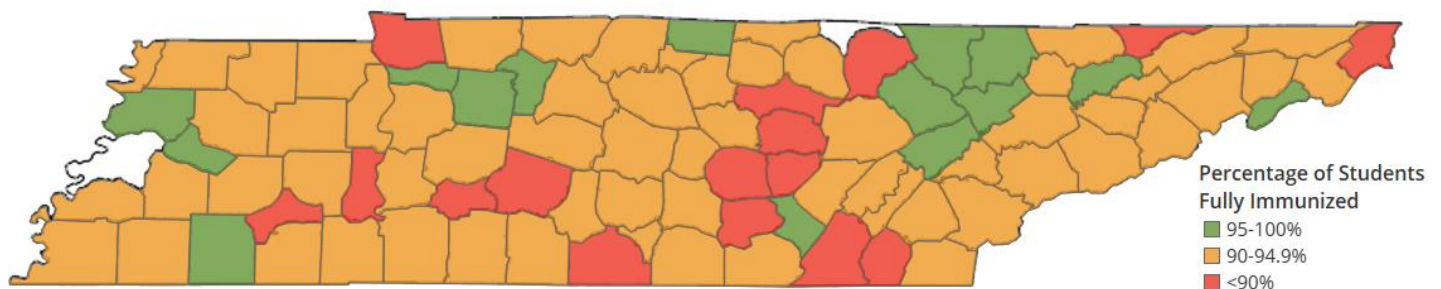 Percentage of Students
Fully Immunized
95-100%
90-94.9%
<90%